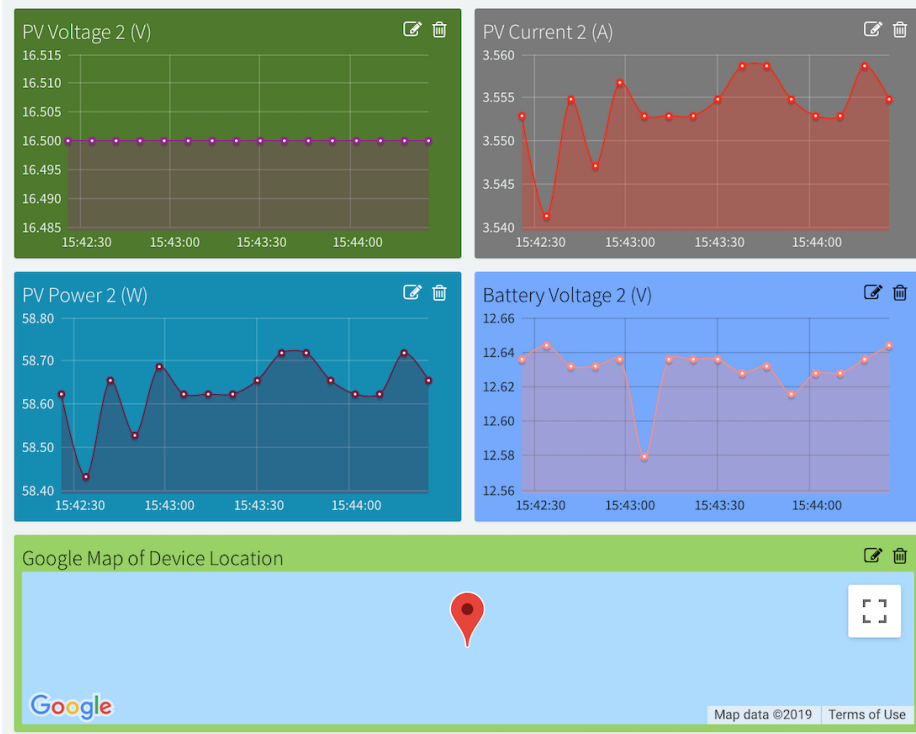 PV Voltage 2 (V)
16.515
16.510
16.505
16.500
16.495
16.490
16.485
15:42:30 15:43:00 15:43:30 15:44:00
PV Current 2 (A)
3.560
3.555
3.550
3.545
3.540
15:42:30 15:43:00 15:43:30 15:44:00
PV Power 2 (W)
58.80
58.70
58.60
58.50
58.40
15:42:30 15:43:00 15:43:30 15:44:00
Battery Voltage 2 (V)
12.66
12.64
12.62
12.60
12.58
12.56
15:42:30 15:43:00 15:43:30 15:44:00
Google Map of Device Location
Google
Map data ©2019 Terms of Use